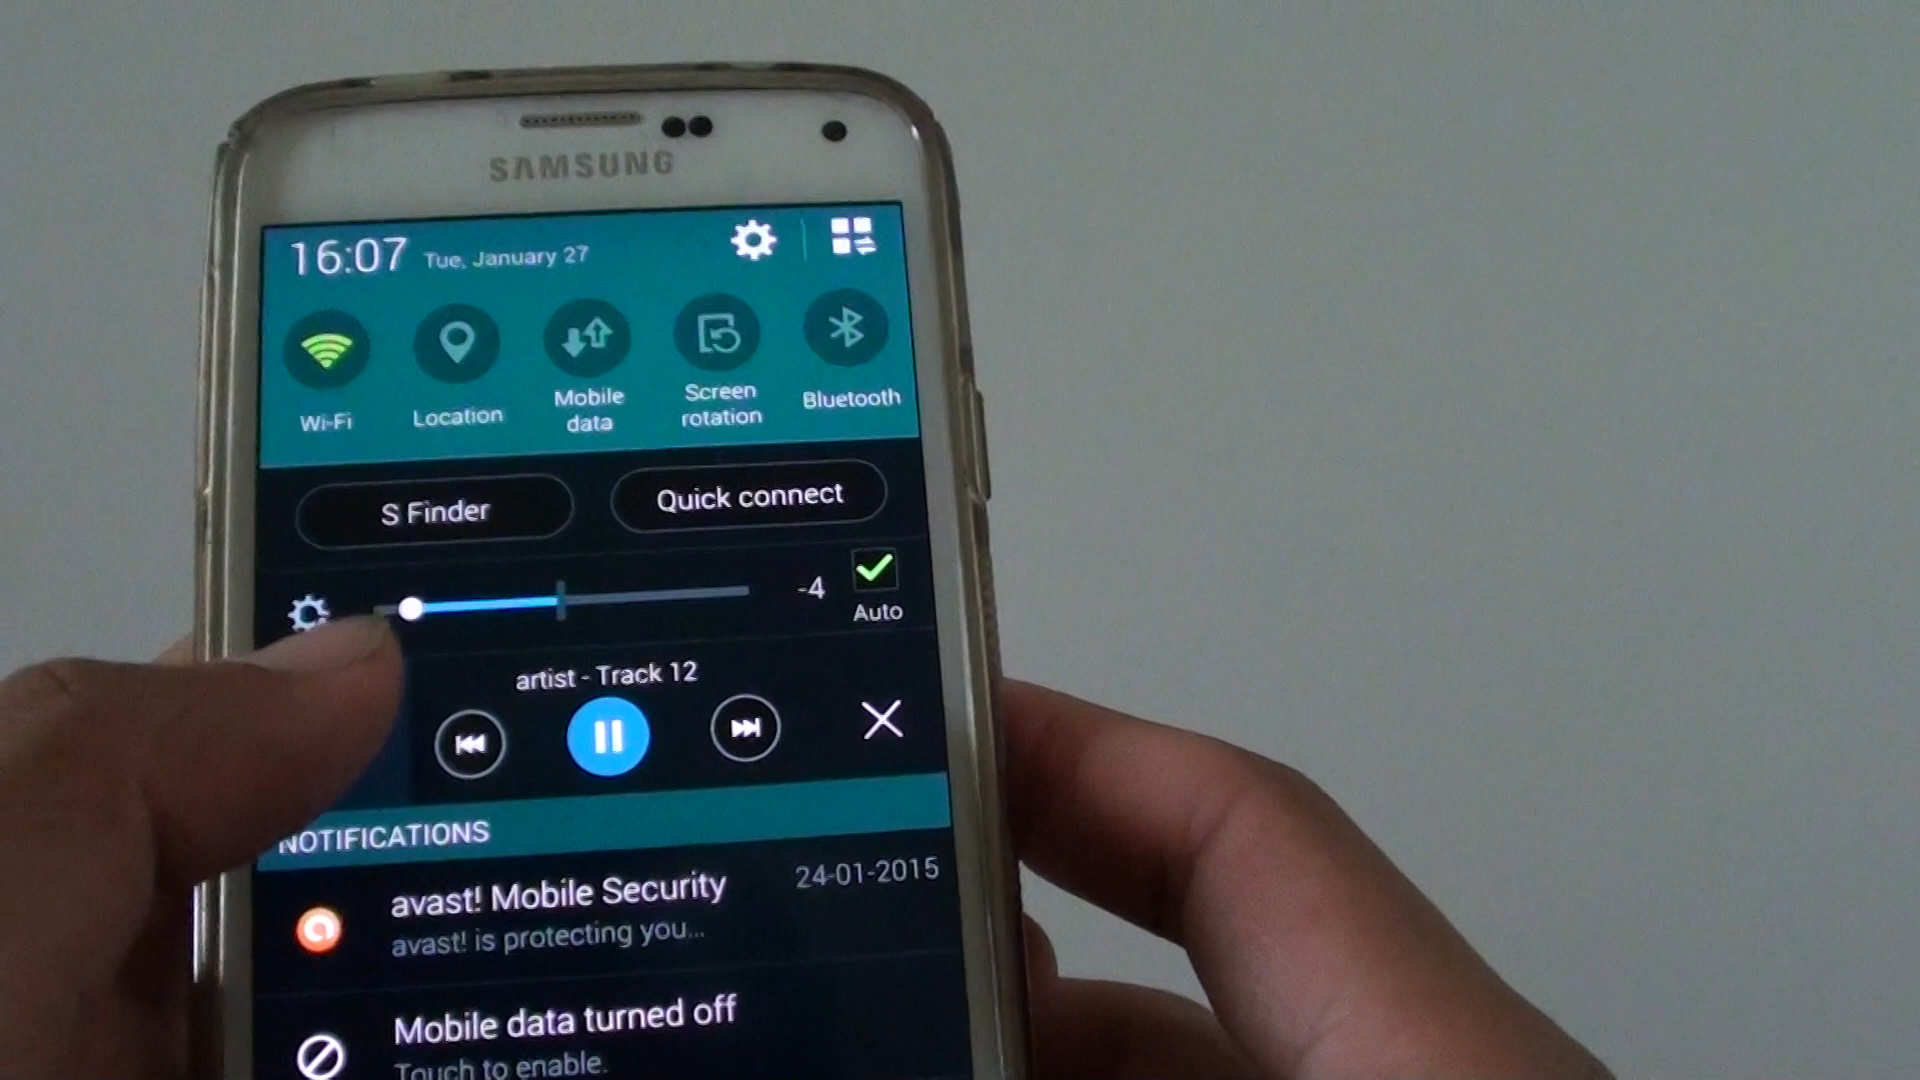 SAMSUNG
16:07 Tue, January 27
Wi-Fi
Location
Mobile
data
Screen
rotation
Bluetooth
S Finder
Quick connect
-4
Auto
artist - Track 12
NOTIFICATIONS
avast! Mobile Security
24-01-2015
avast! is protecting you...
Mobile data turned off
Touch to enable.